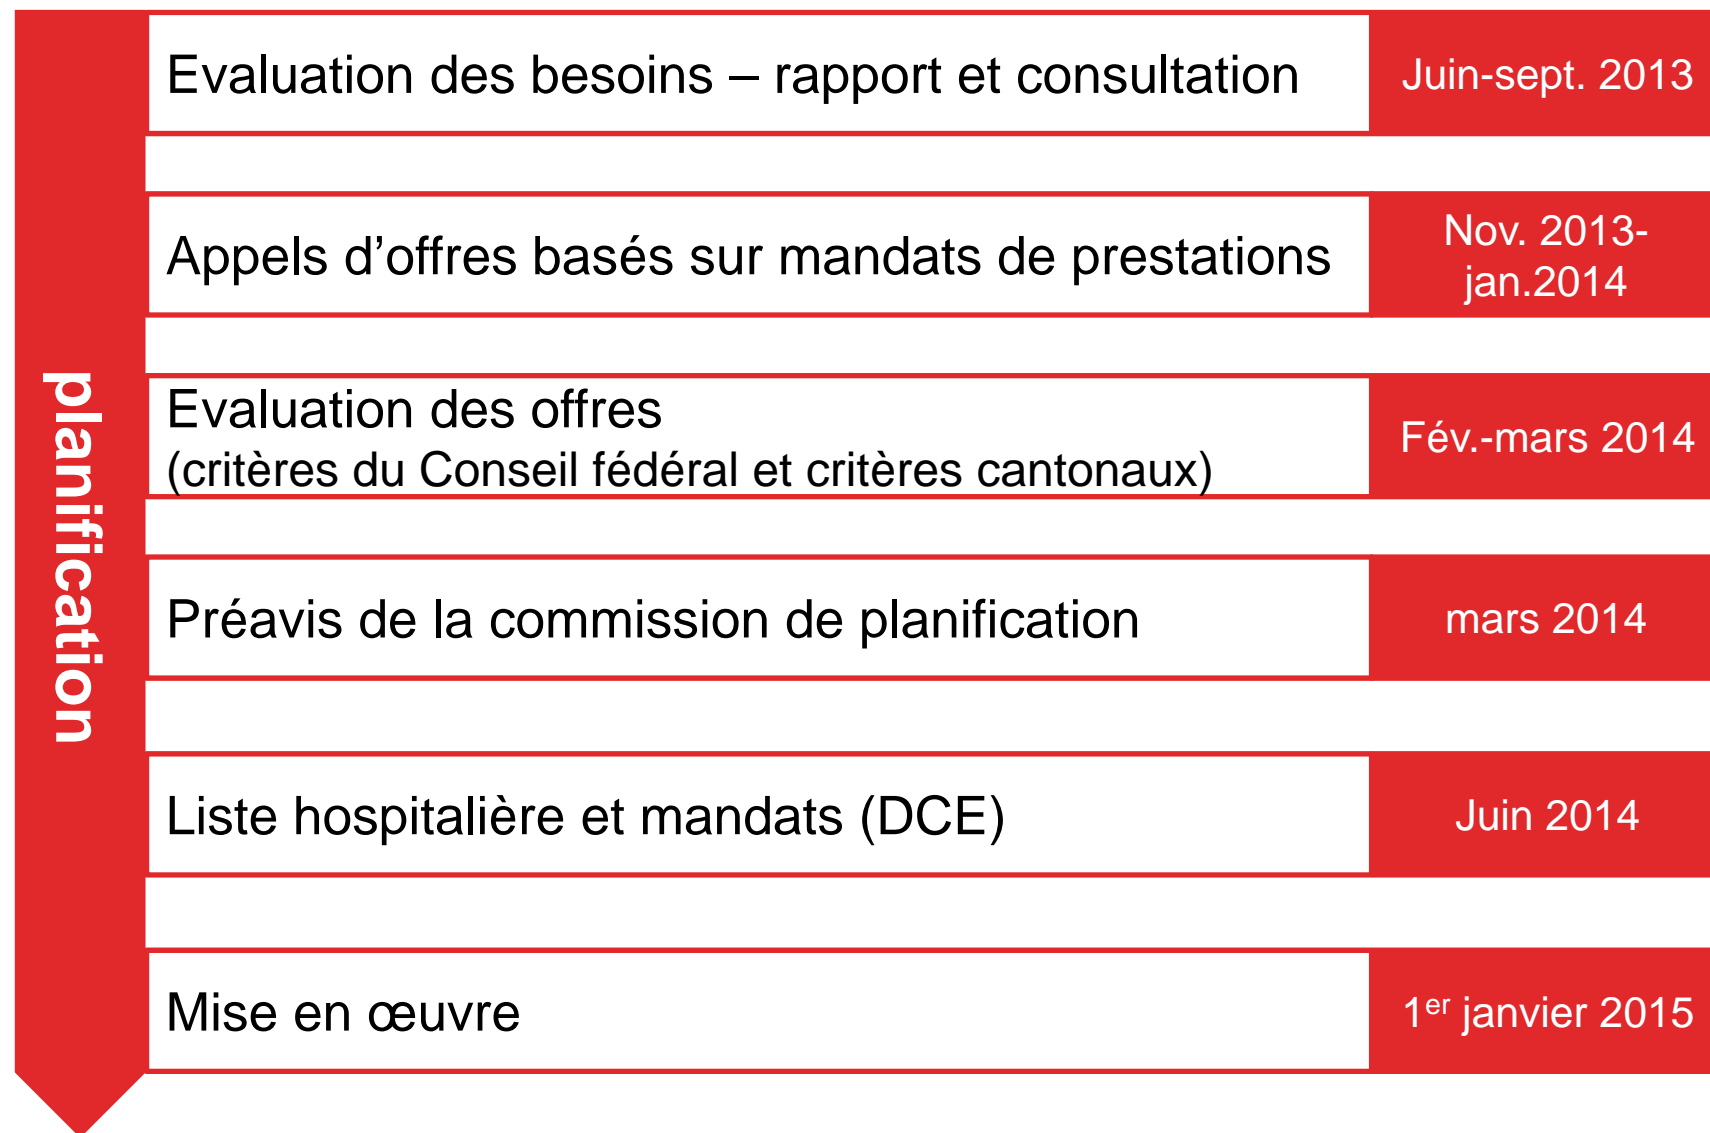 planification
Evaluation des besoins – rapport et consultation
Juin-sept. 2013
Appels d’offres basés sur mandats de prestations
Nov. 2013-
jan.2014
Evaluation des offres
(critères du Conseil fédéral et critères cantonaux)
Fév.-mars 2014
Préavis de la commission de planification
mars 2014
Liste hospitalière et mandats (DCE)
Juin 2014
Mise en œuvre
1er janvier 2015